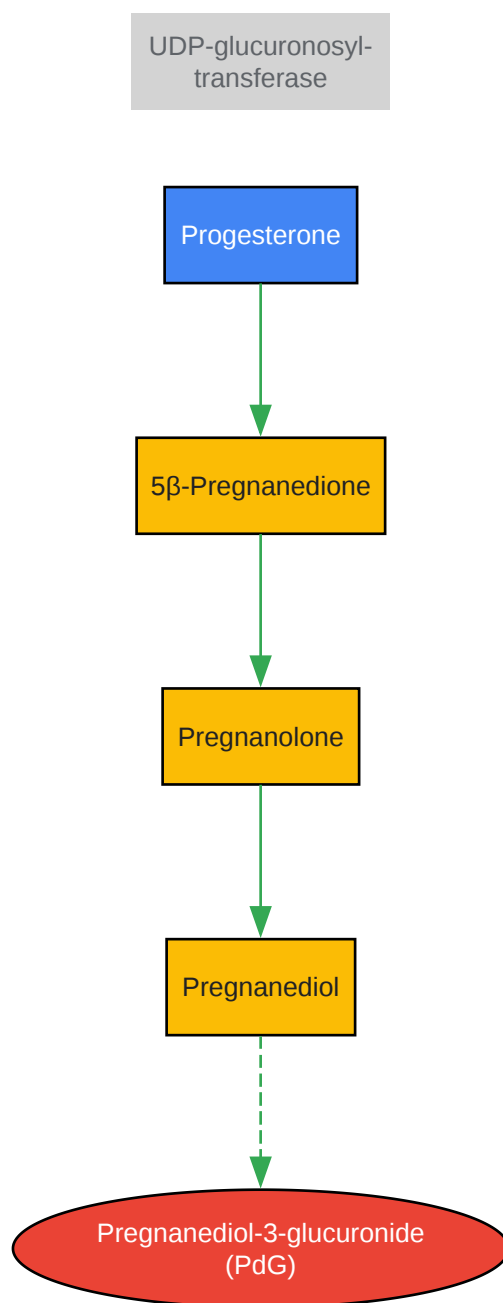 UDP-glucuronosyl-
transferase
Progesterone
5β-Pregnanedione
Pregnanolone
Pregnanediol
Pregnanediol-3-glucuronide
(PdG)